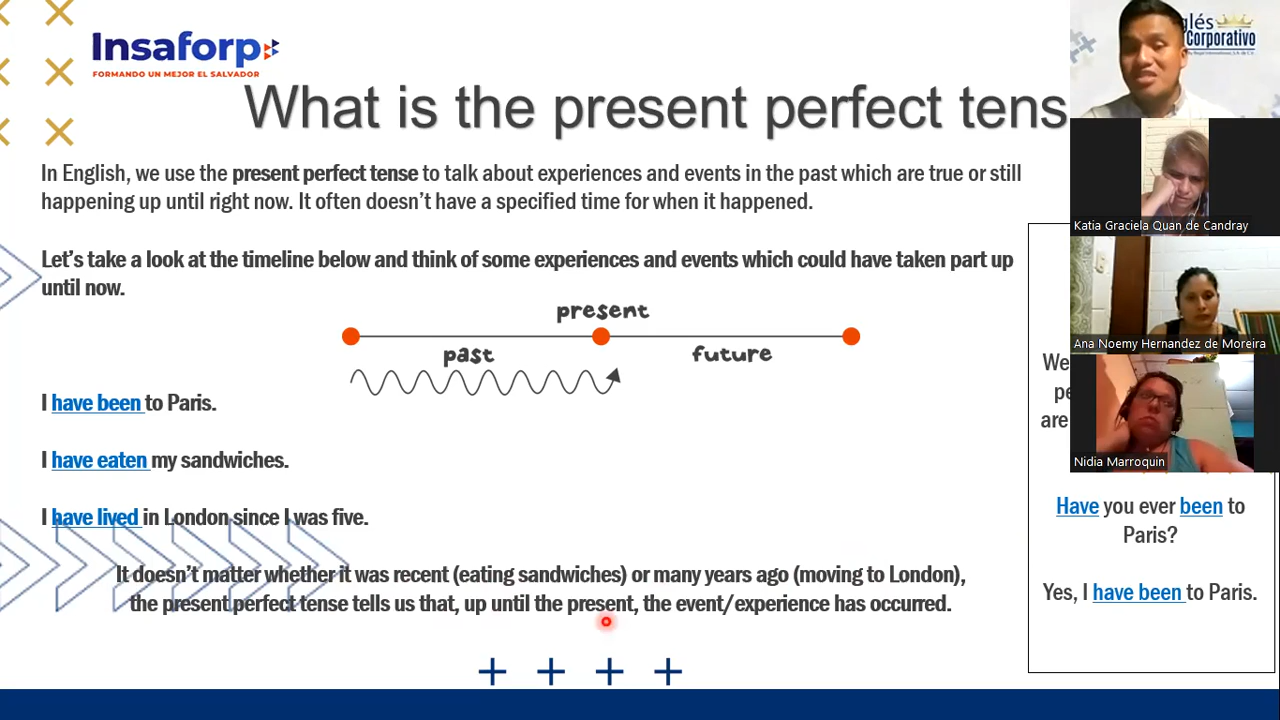 Insaforp
FORMANDO UN MEJOR EL SALVADOR
What is the present perfect tens
In English, we use the present perfect tense to talk about experiences and events in the past which are true or still
happening up until right now. It often doesn't have a specified time for when it happened.
Let's take a look at the timeline below and think of some experiences and events which could have taken part up
until now.
present
past
future
I have been to Paris.
I have eaten my sandwiches.
I have lived in London since I was five.
It doesn't matter whether it was recent (eating sandwiches) or many years ago (moving to London),
the present perfect tense tells us that, up until the present, the event/experience has occurred.
glés
Corporativo
Katia Graciela Quan de Candray
Ana Noemy Hernandez de Moreira
Nidia Marroquin
We
pe
are
Have you ever been to
Paris?
Yes, I have been to Paris.